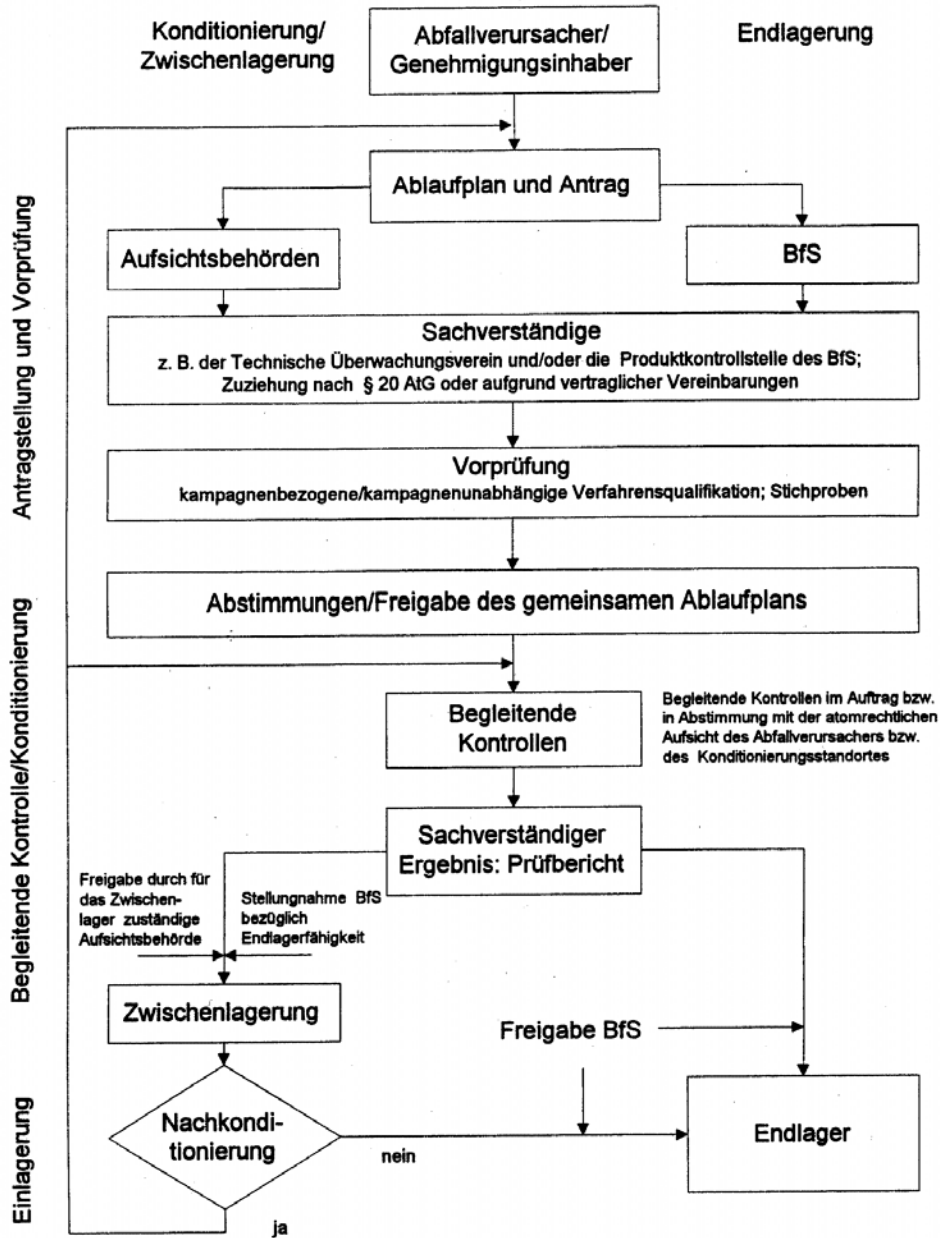 Konditionierung/
Zwischenlagerung
Abfallverursacher/
Genehmigungsinhaber
Endlagerung
Antragstellung und Vorprüfung
Ablaufplan und Antrag
Aufsichtsbehörden
BfS
Sachverständige
z. B. der Technische Überwachungsverein und/oder die Produktkontrollstelle des BfS;
Zuziehung nach § 20 AtG oder aufgrund vertraglicher Vereinbarungen
Vorprüfung
kampagnenbezogene/kampagnenunabhängige Verfahrensqualifikation; Stichproben
Abstimmungen/Freigabe des gemeinsamen Ablaufplans
Begleitende Kontrolle/Konditionierung
Begleitende
Kontrollen
Begleitende Kontrollen im Auftrag bzw.
in Abstimmung mit der atomrechtlichen
Aufsicht des Abfallverursachers bzw.
des Konditionierungsstandortes
Sachverständiger
Ergebnis: Prüfbericht
Freigabe durch für
das Zwischen-
lager zuständige
Aufsichtsbehörde
Stellungnahme BfS
bezüglich
Endlagerfähigkeit
Zwischenlagerung
Freigabe BfS
Einlagerung
Nachkondi-
tionierung
nein
Endlager
ja